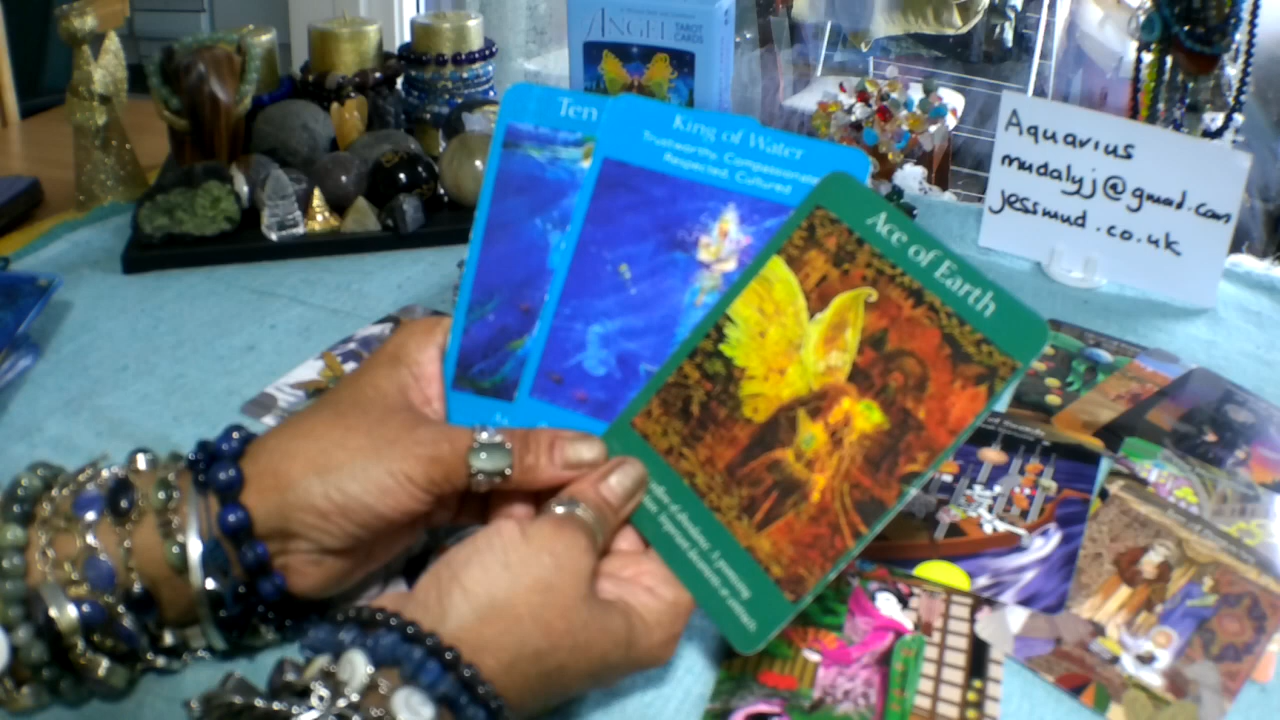 ANGEL TAROT CARDS
Ten
King of Water
Trustworthy. Compassionate
Respected. Cultured
Ace of Earth
Aquarius
mudalyj@gmail.com
jessmud.co.uk